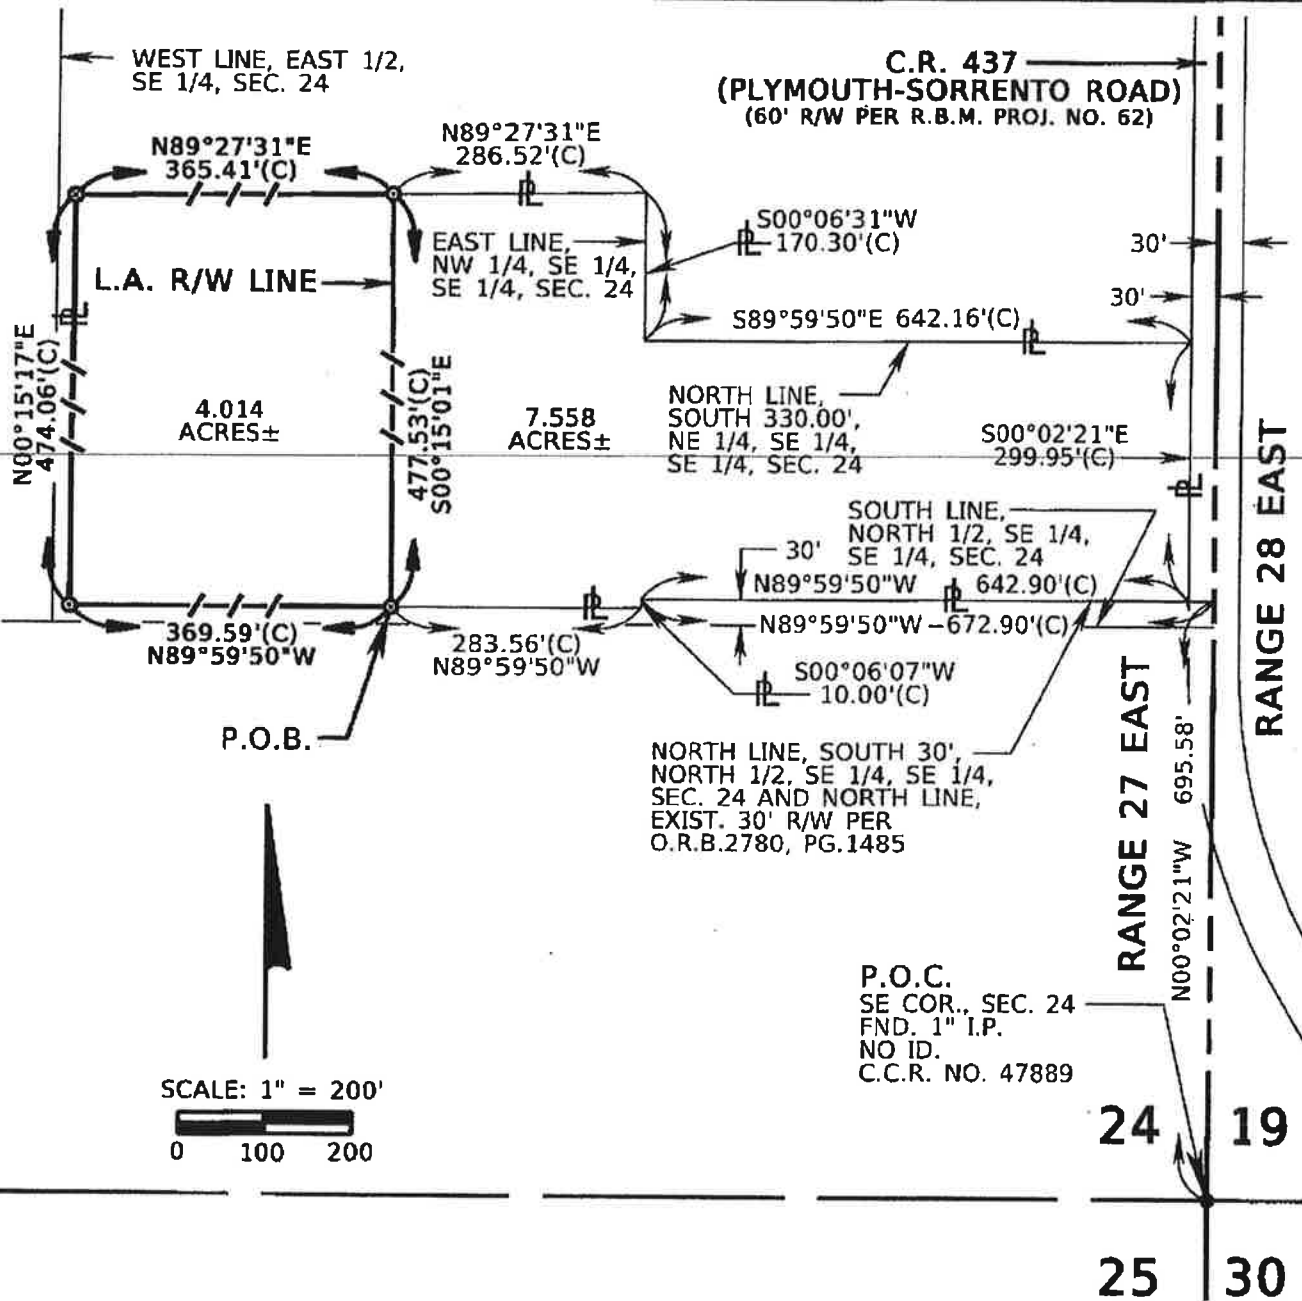 WEST LINE, EAST 1/2,
SE 1/4, SEC. 24
C.R. 437
(PLYMOUTH-SORRENTO ROAD)
(60' R/W PER R.B.M. PROJ. NO. 62)
N89°27'31"E
365.41'(C)
N89°27'31"E
286.52'(C)
PL
S00°06'31"W
PL 170.30'(C)
EAST LINE,
NW 1/4, SE 1/4,
SE 1/4, SEC. 24
30'
30'
L.A. R/W LINE
PL
S89°59'50"E 642.16'(C)
PL
N00°15'17"E
474.06'(C)
477.53'(C)
S00°15'01"E
4.014
ACRES±
7.558
ACRES±
NORTH LINE,
SOUTH 330.00',
NE 1/4, SE 1/4,
SE 1/4, SEC. 24
S00°02'21"E
299.95'(C)
PL
SOUTH LINE,
NORTH 1/2, SE 1/4,
SE 1/4, SEC. 24
30'
N89°59'50"W PL 642.90'(C)
PL
N89°59'50"W 672.90'(C)
369.59'(C)
N89°59'50"W
283.56'(C)
N89°59'50"W
S00°06'07"W
PL 10.00'(C)
P.O.B.
NORTH LINE, SOUTH 30',
NORTH 1/2, SE 1/4, SE 1/4,
SEC. 24 AND NORTH LINE,
EXIST. 30' R/W PER
O.R.B.2780, PG.1485
RANGE 27 EAST
N00°02'21"W 695.58'
RANGE 28 EAST
P.O.C.
SE COR., SEC. 24
FND. 1" I.P.
NO ID.
C.C.R. NO. 47889
SCALE: 1" = 200'
0 100 200
24 19
25 30